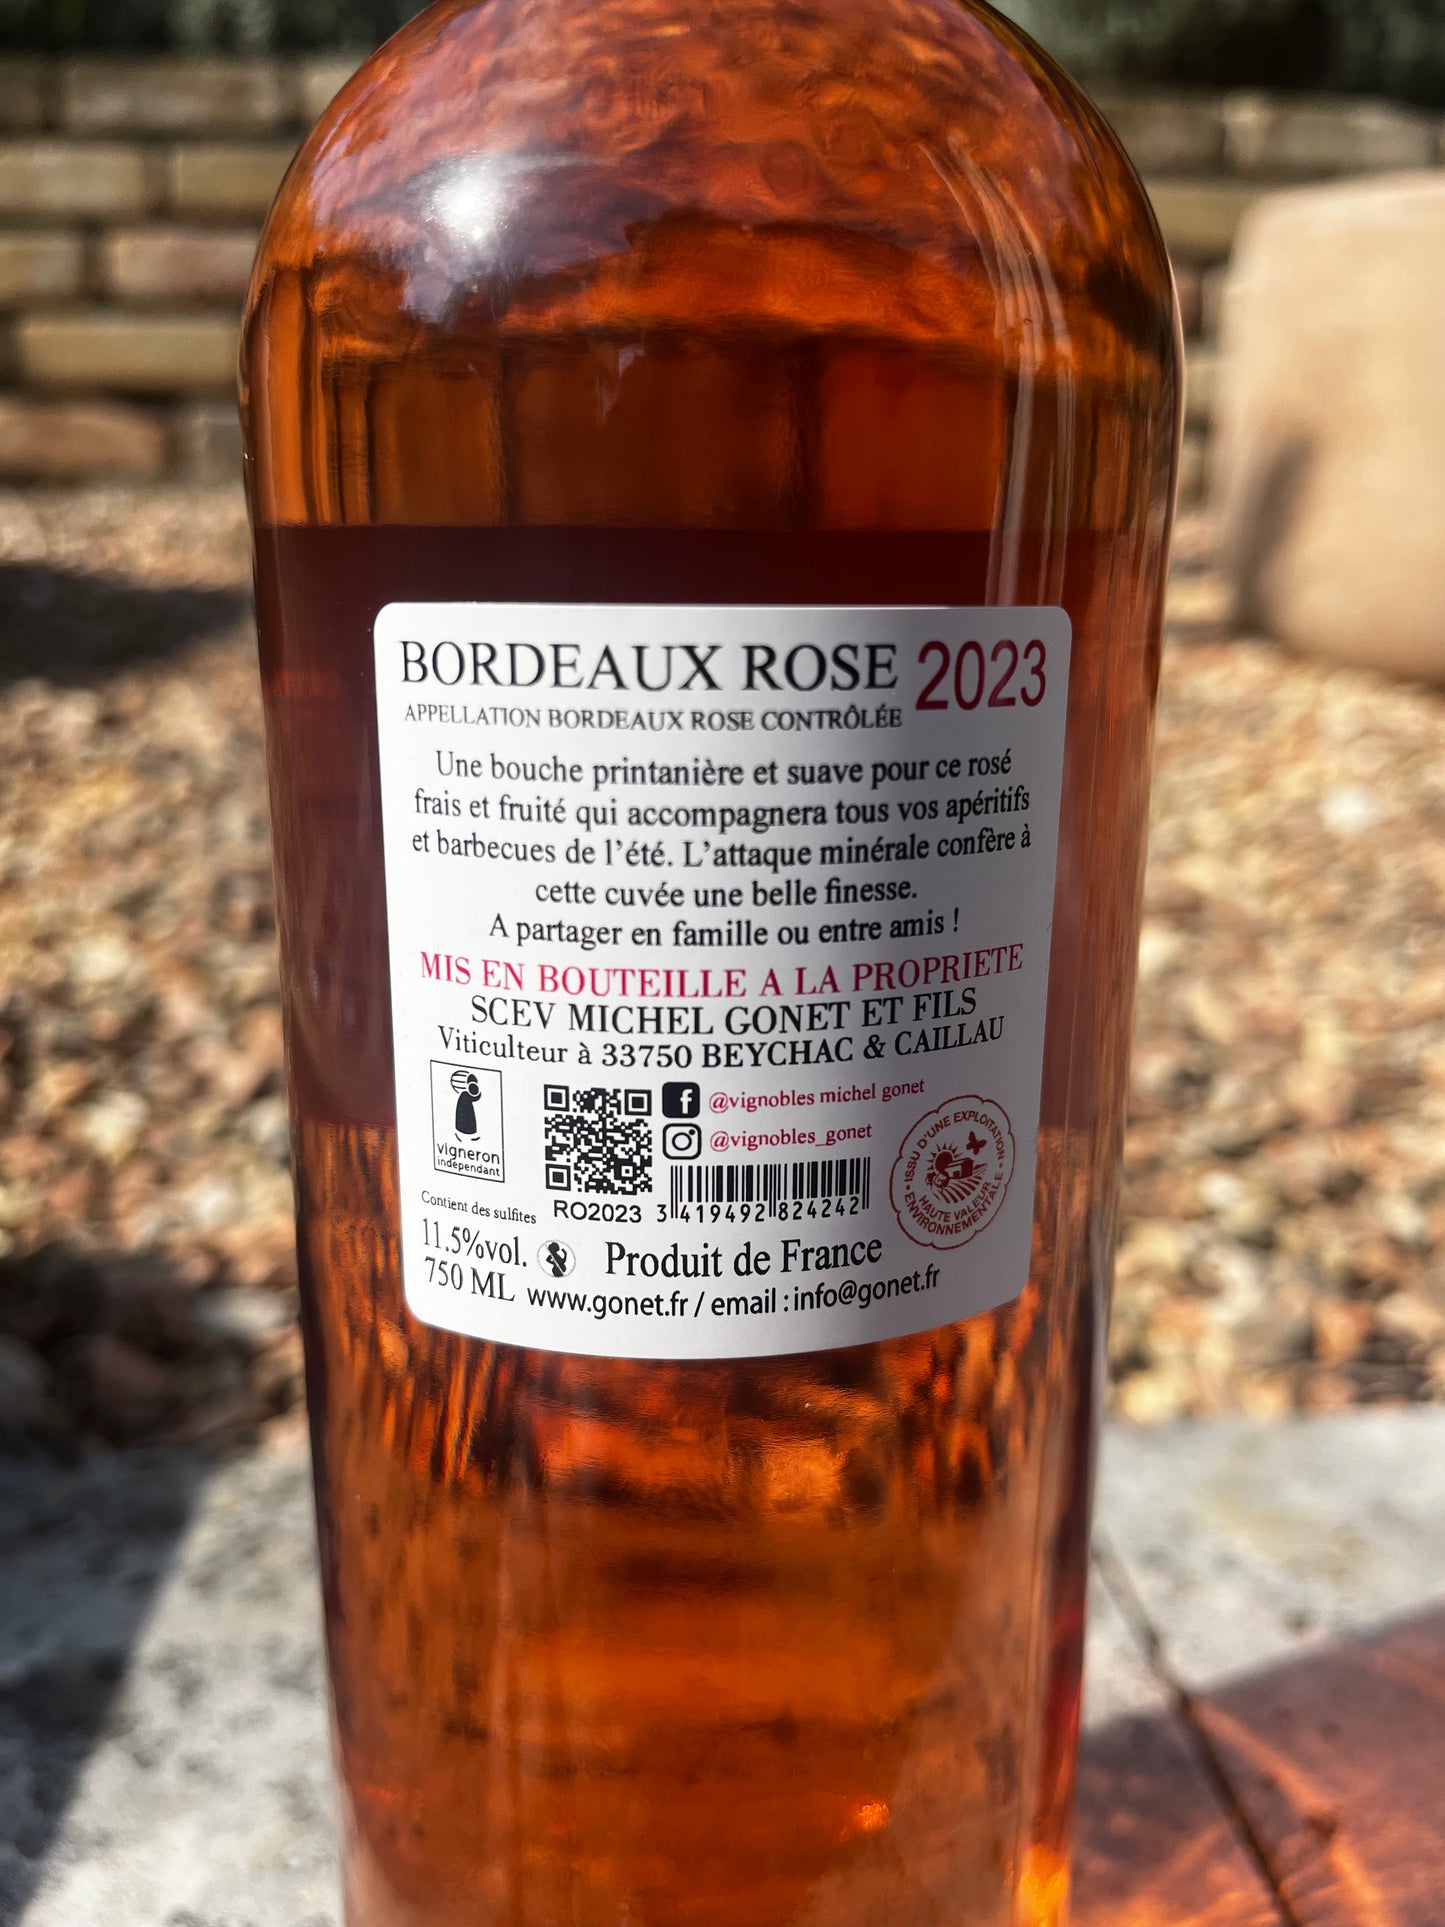 BORDEAUX ROSE 2023
APPELLATION BORDEAUX ROSE CONTRÔLÉE
Une bouche printanière et suave pour ce rosé
frais et fruité qui accompagnera tous vos apéritifs
et barbecues de l'été. L'attaque minérale confère à
cette cuvée une belle finesse.
A partager en famille ou entre amis !
MIS EN BOUTEILLE A LA PROPRIETE
SCEV MICHEL GONET ET FILS
Viticulteur à 33750 BEYCHAC & CAILLAU
vigneron
indépendant
@vignobles michel gonet
@vignobles_gonet
ISSU D'UNE EXPLOITATION
HAUTE VALEUR
ENVIRONNEMENTALE
Contient des sulfites
RO2023
3 419492 824242
11.5%vol.
Produit de France
750 ML
www.gonet.fr / email : info@gonet.fr